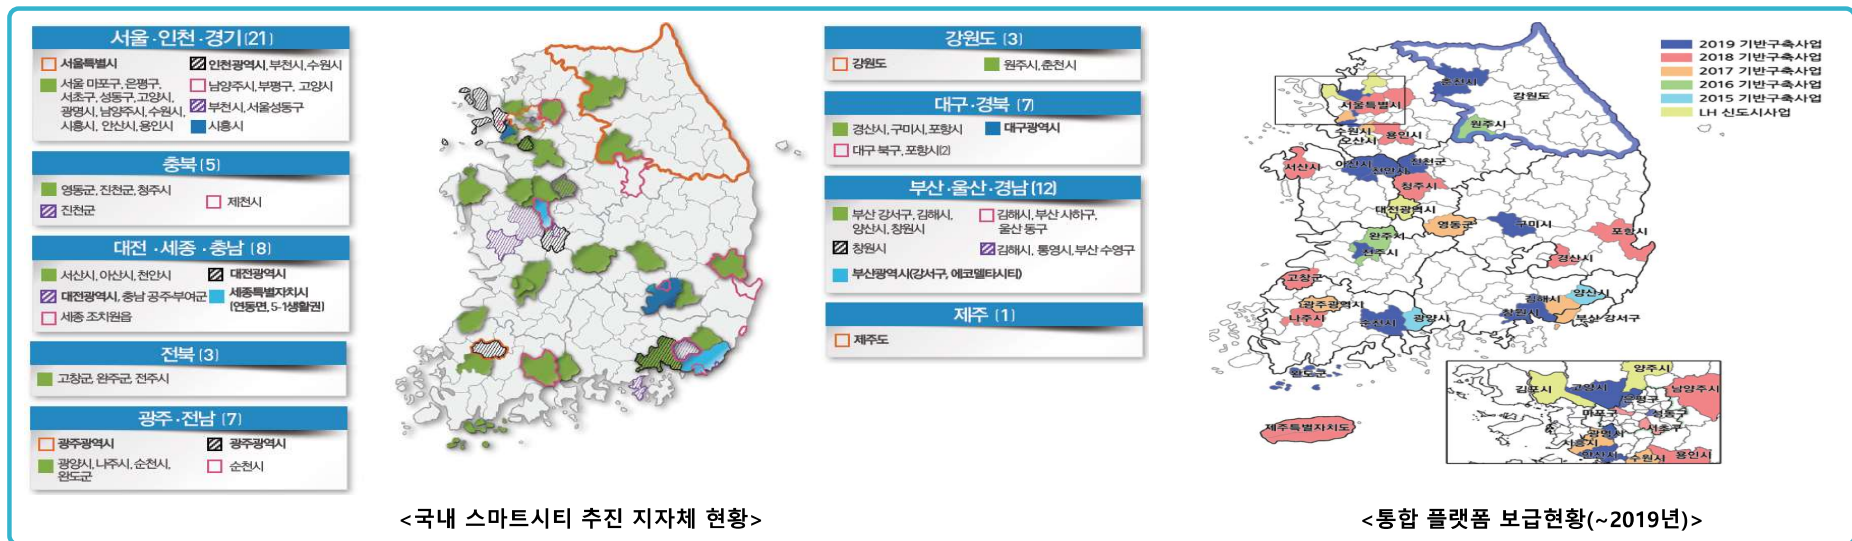 서울·인천·경기(21)
서울특별시
인천광역시, 부천시, 수원시
서울 마포구, 은평구,
서초구, 성동구, 고양시,
광명시, 남양주시, 수원시,
시흥시, 안산시, 용인시
남양주시, 부평구, 고양시
부천시, 서울성동구
시흥시
충북(5)
영동군, 진천군, 청주시
진천군
제천시
대전·세종·충남(8)
서산시, 아산시, 천안시
대전광역시
대전광역시, 충남 공주·부여군
세종특별자치시
(연동면, 5-1생활권)
세종 조치원읍
전북(3)
고창군, 완주군, 전주시
광주·전남(7)
광주광역시
광주광역시
광양시, 나주시, 순천시,
완도군
순천시
강원도(3)
강원도
원주시, 춘천시
대구·경북(7)
경산시, 구미시, 포항시
대구광역시
대구 북구, 포항시(2)
부산·울산·경남(12)
부산 강서구, 김해시,
양산시, 창원시
김해시, 부산 사하구,
울산 동구
창원시
김해시, 통영시, 부산 수영구
부산광역시(강서구, 에코델타시티)
제주(1)
제주도
<국내 스마트시티 추진 지자체 현황>
2019 기반구축사업
2018 기반구축사업
2017 기반구축사업
2016 기반구축사업
2015 기반구축사업
LH 신도시사업
춘천시
강원도
서울특별시
원주시
수원시
용인시
오산시
서산시
아산시
진천군
천안시
청주시
대전광역시
영동군
구미시
포항시
완주서
전주시
경산시
고창군
광주광역시
나주시
순천시
광양시
창원시
김해시
양산시
부산 강서구
완도군
제주특별자치도
양주시
김포시
고양시
남양주시
은평구
마포구
성동구
서초구
광명시
시흥시
안산시
수원시
용인시
<통합 플랫폼 보급현황(~2019년)>